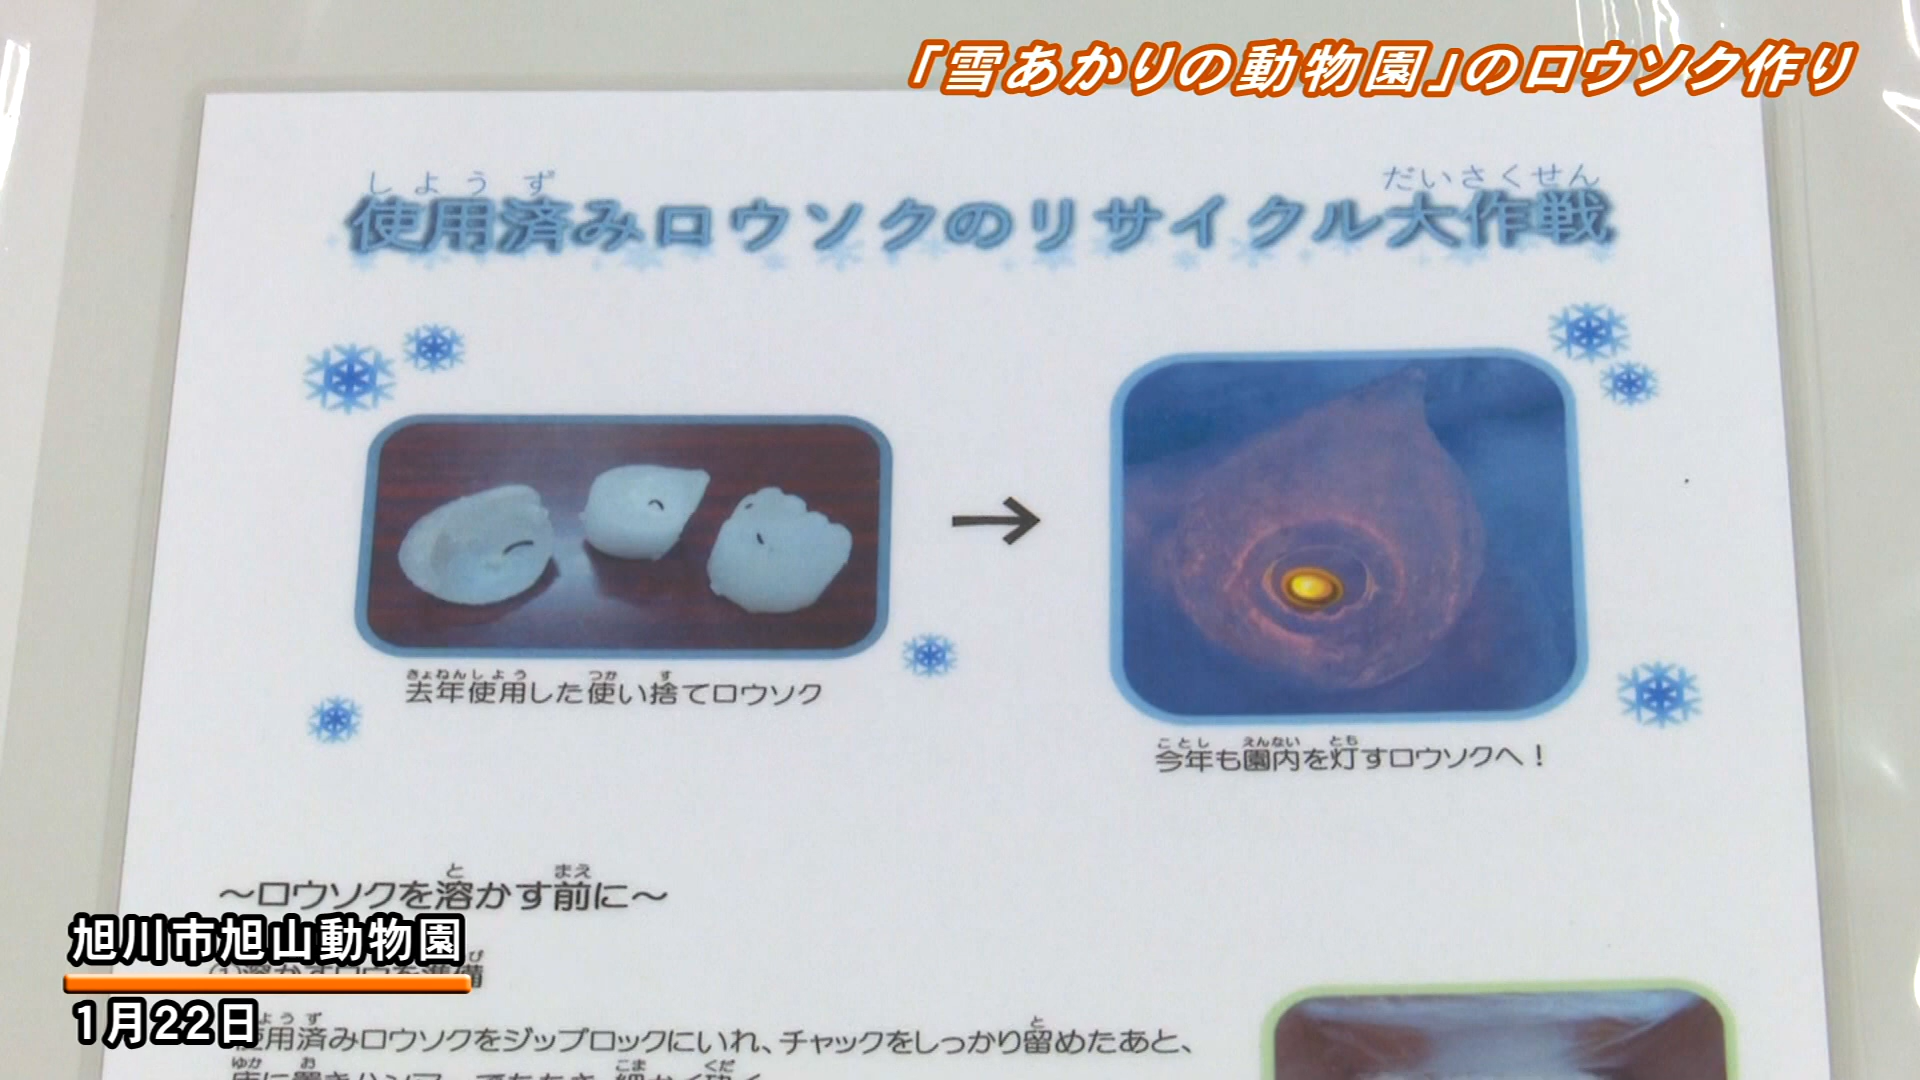 「雪あかりの動物園」のロウソク作り
しようず だいさくせん
使用済みロウソクのリサイクル大作戦
きょねんしよう つか す
去年使用した使い捨てロウソク
ことし えんない とも
今年も園内を灯すロウソクへ！
と まえ
～ロウソクを溶かす前に～
旭川市旭山動物園
1月22日
用済みロウソクをジップロックにいれ、チャックをしっかり留めたあと、
ゆか お こま くだ